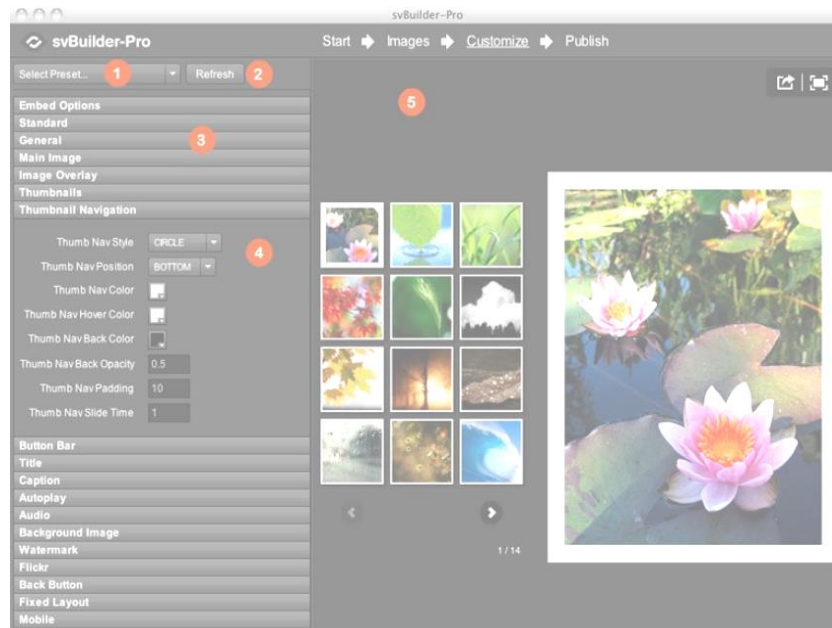 svBuilder-Pro
svBuilder-Pro
Start Images Customize Publish
Select Preset... 1 Refresh 2
5
Embed Options
Standard
General 3
Main Image
Image Overlay
Thumbnails
Thumbnail Navigation
Thumb Nav Style CIRCLE 4
Thumb Nav Position BOTTOM
Thumb Nav Color
Thumb Nav Hover Color
Thumb Nav Back Color
Thumb Nav Back Opacity 0.5
Thumb Nav Padding 10
Thumb Nav Slide Time 1
Button Bar
Title
Caption
Autoplay
Audio
Background Image
Watermark
1 / 14
Flickr
Back Button
Fixed Layout
Mobile